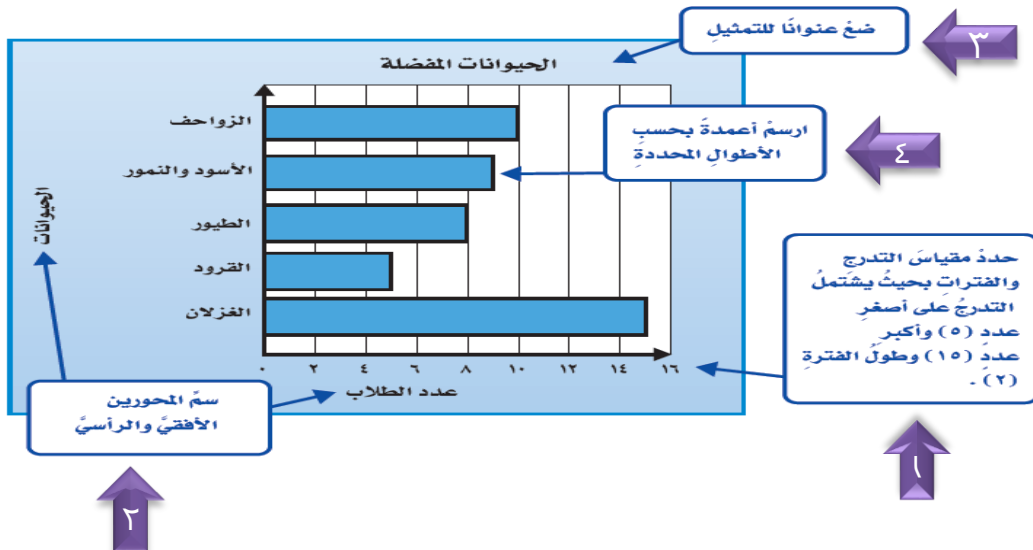 ضعْ عنوانًا للتمثيلِ
٣
الحيوانات المفضلة
ارسمْ أعمدةً بحسبِ
الأطوالِ المحددةِ
٤
الزواحف
الأسود والنمور
الطيور
القرود
الغزلان
الحيوانات
٠ ٢ ٤ ٦ ٨ ١٠ ١٢ ١٤ ١٦
عدد الطلاب
حددْ مقياسَ التدرجِ
والفتراتِ بحيثُ يشتملُ
التدرجُ على أصغرِ
عددٍ (٥) وأكبرِ
عددٍ (١٥) وطولُ الفترةِ
(٢) .
١
سمِّ المحورين
الأفقيَّ والرأسيَّ
٢